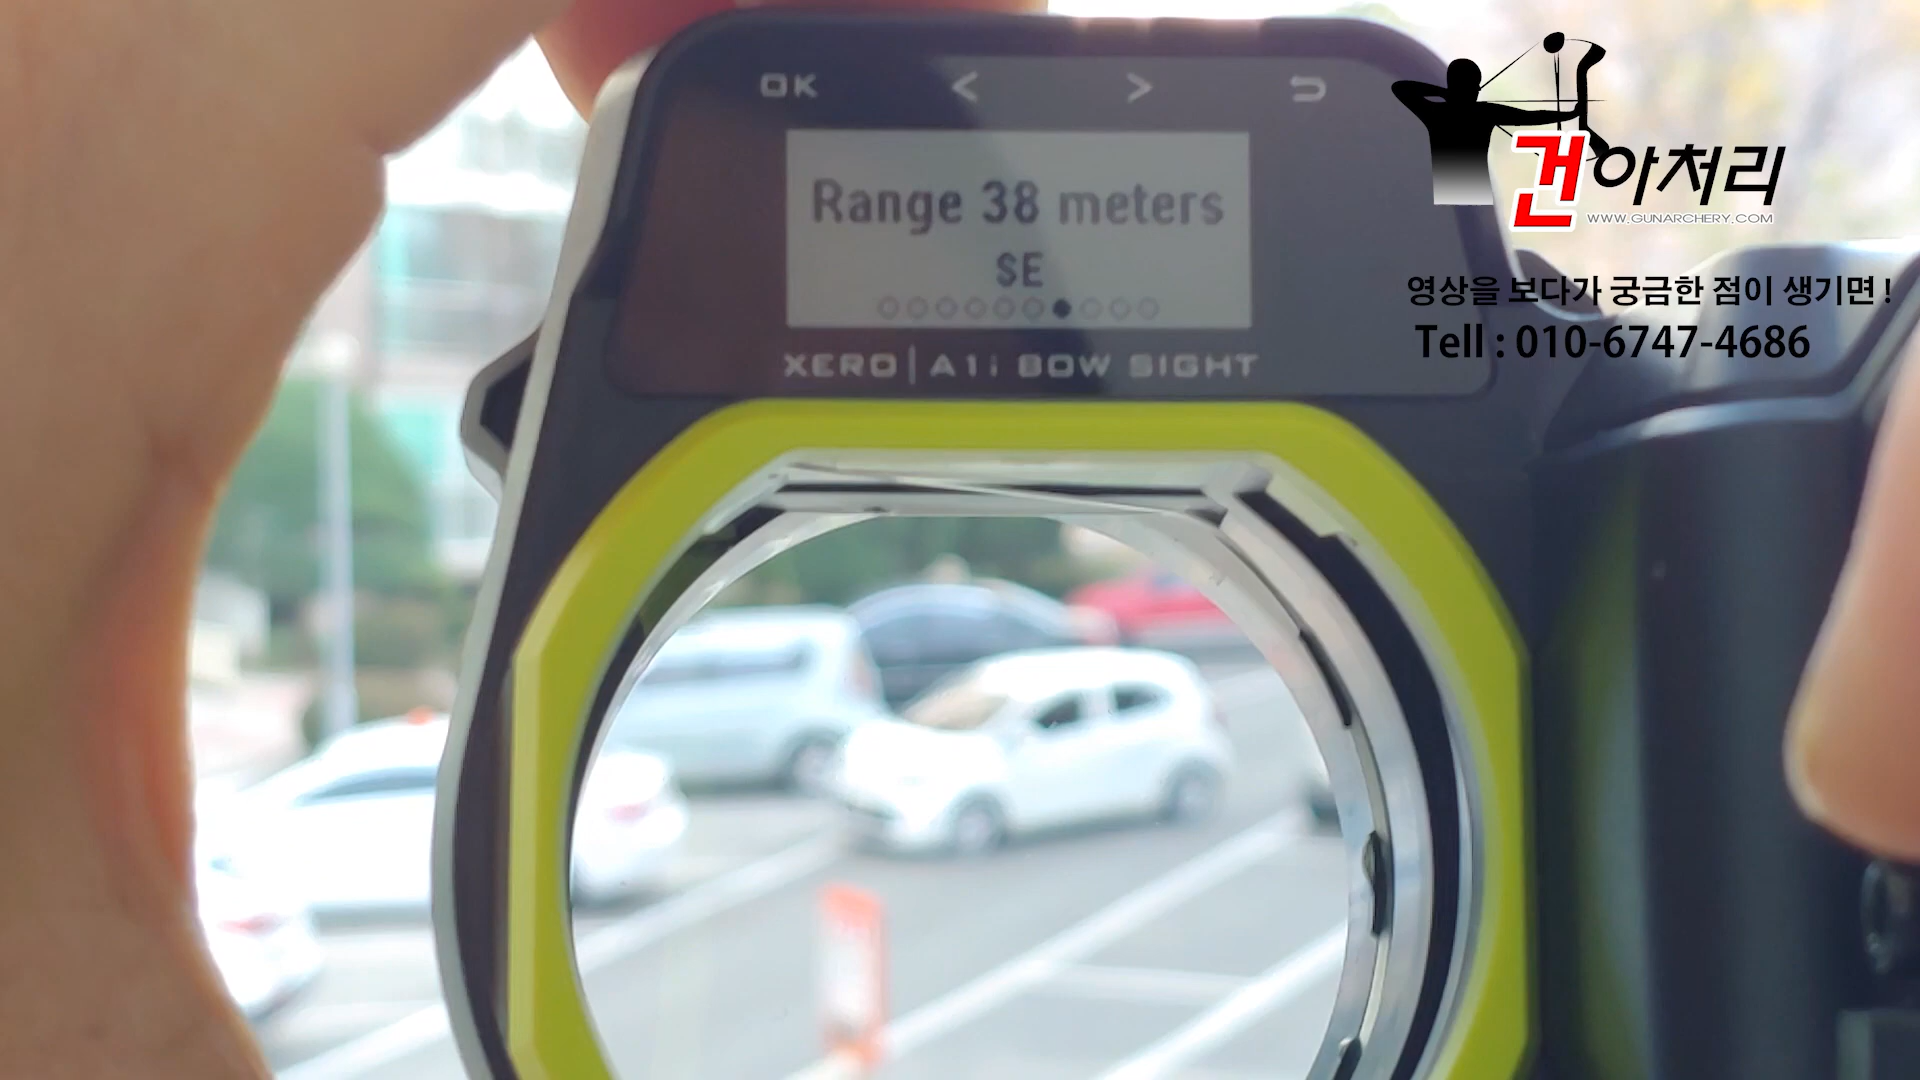 OK < >
Range 38 meters
SE
XERO | A1i BOW SIGHT
건아처리
WWW.GUNARCHERY.COM
영상을 보다가 궁금한 점이 생기면 !
Tell : 010-6747-4686